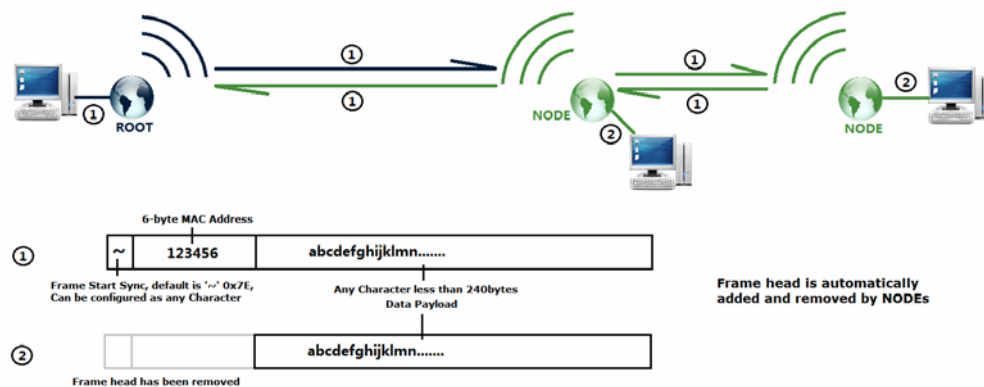 ①
①
①
①
①
②
ROOT
NODE
②
NODE
6-byte MAC Address
①
~
123456
abcdefghijklmn.......
Frame Start Sync, default is '~' 0x7E,
Can be configured as any Character
Any Character less than 240bytes
Data Payload
Frame head is automatically
added and removed by NODEs
②
abcdefghijklmn.......
Frame head has been removed